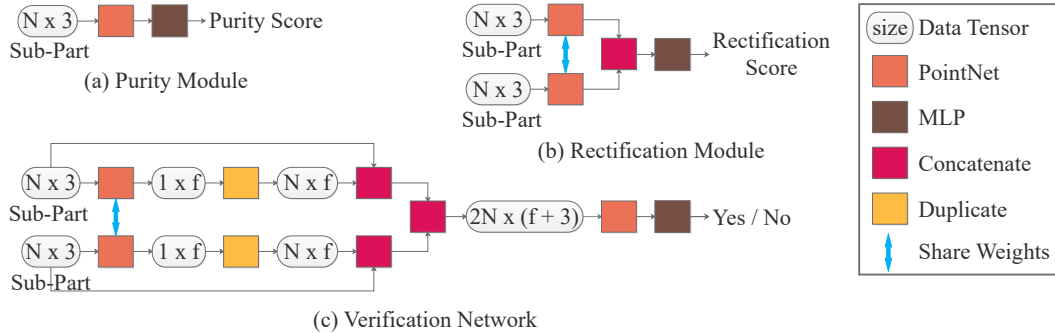 N x 3
Purity Score
Sub-Part
(a) Purity Module
N x 3
Sub-Part
Rectification
Score
N x 3
Sub-Part
(b) Rectification Module
N x 3
1 x f
N x f
Sub-Part
2N x (f + 3)
Yes / No
N x 3
1 x f
N x f
Sub-Part
(c) Verification Network
size Data Tensor
PointNet
MLP
Concatenate
Duplicate
Share Weights